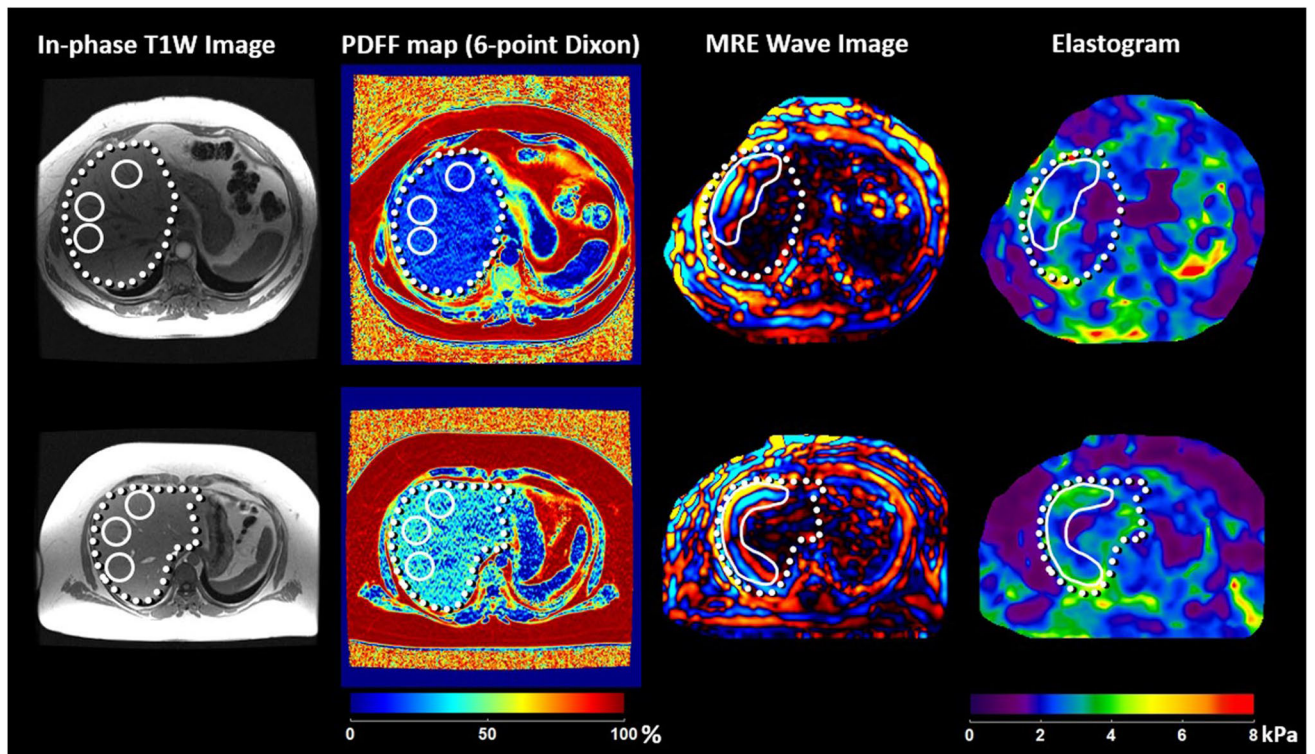 In-phase T1W Image
PDFF map (6-point Dixon)
MRE Wave Image
Elastogram
0
50
100 %
0
2
4
6
8 kPa